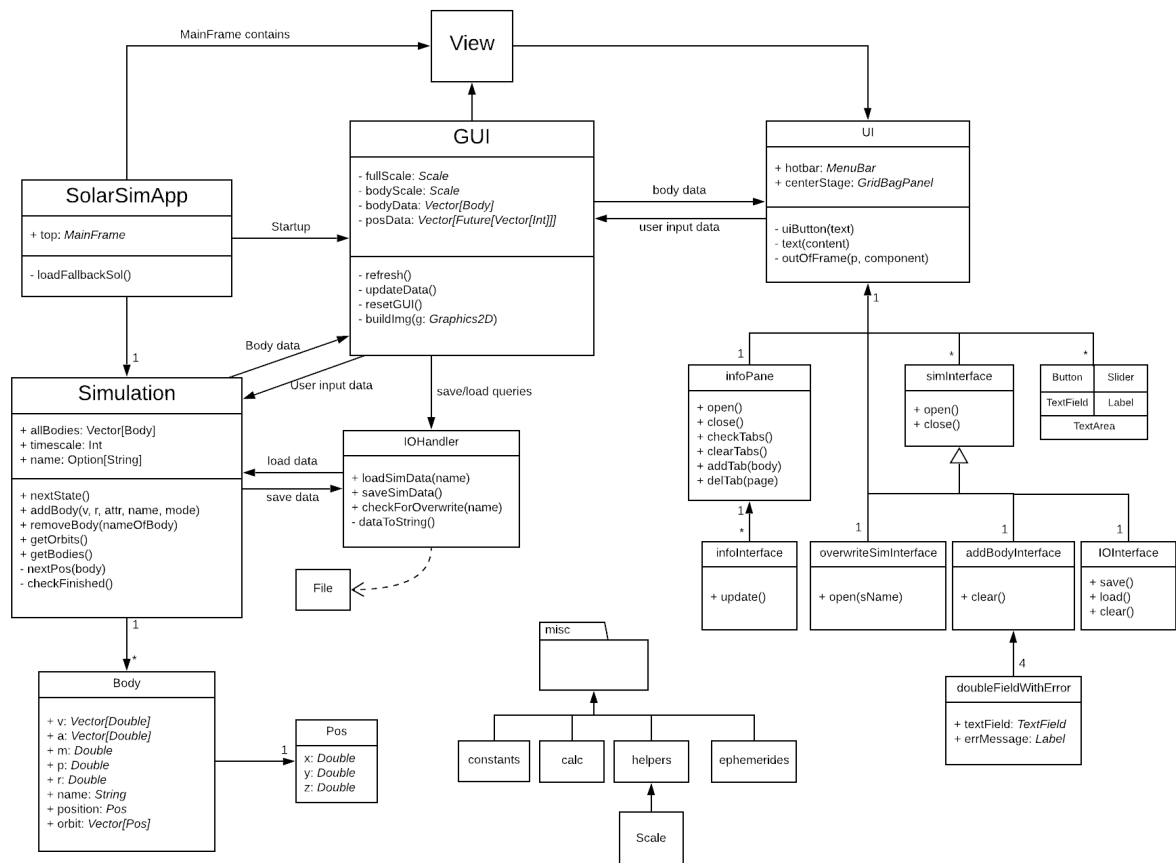 MainFrame contains
View
SolarSimApp
+ top: MainFrame
- loadFallbackSol()
Startup
1
GUI
- fullScale: Scale
- bodyScale: Scale
- bodyData: Vector[Body]
- posData: Vector[Future[Vector[Int]]]
- refresh()
- updateData()
- resetGUI()
- buildImg(g: Graphics2D)
body data
user input data
UI
+ hotbar: MenuBar
+ centerStage: GridBagPanel
- uiButton(text)
- text(content)
- outOfFrame(p, component)
1
Body data
User input data
save/load queries
Simulation
+ allBodies: Vector[Body]
+ timescale: Int
+ name: Option[String]
+ nextState()
+ addBody(v, r, attr, name, mode)
+ removeBody(nameOfBody)
+ getOrbits()
+ getBodies()
- nextPos(body)
- checkFinished()
load data
save data
IOHandler
+ loadSimData(name)
+ saveSimData()
+ checkForOverwrite(name)
- dataToString()
File
1
*
Body
+ v: Vector[Double]
+ a: Vector[Double]
+ m: Double
+ p: Double
+ r: Double
+ name: String
+ position: Pos
+ orbit: Vector[Pos]
1
Pos
x: Double
y: Double
z: Double
1
infoPane
+ open()
+ close()
+ checkTabs()
+ clearTabs()
+ addTab(body)
+ delTab(page)
1
*
infoInterface
+ update()
*
simInterface
+ open()
+ close()
*
Button
Slider
TextField
Label
TextArea
1
overwriteSimInterface
+ open(sName)
1
addBodyInterface
+ clear()
1
IOInterface
+ save()
+ load()
+ clear()
4
doubleFieldWithError
+ textField: TextField
+ errMessage: Label
misc
constants
calc
helpers
ephemerides
Scale